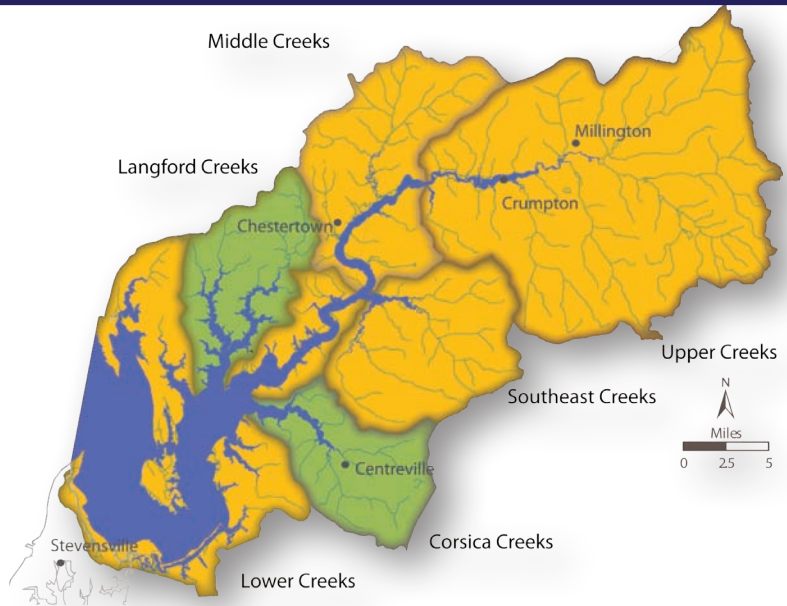 Middle Creeks
Millington
Langford Creeks
Crumpton
Chestertown
Upper Creeks
Southeast Creeks
N
Miles
0 2.5 5
Centreville
Corsica Creeks
Stevensville
Lower Creeks